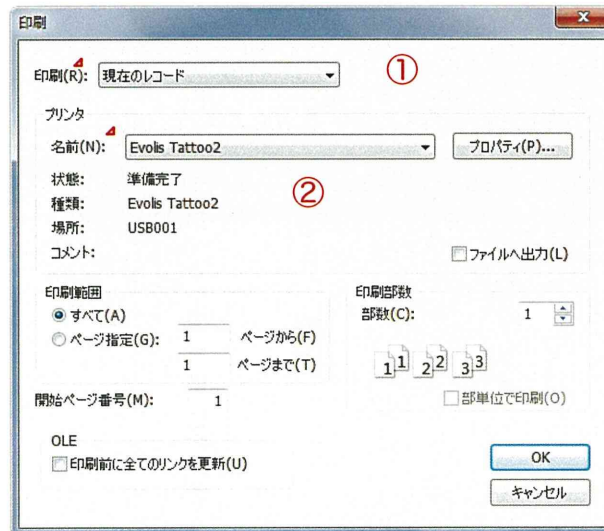 印刷
印刷(R): 現在のレコード ①
プリンタ
名前(N): Evolis Tattoo2 プロパティ(P)...
状態: 準備完了 ②
種類: Evolis Tattoo2
場所: USB001
コメント: ファイルへ出力(L)
印刷範囲 印刷部数
すべて(A) 部数(C): 1
ページ指定(G): 1 ページから(F)
1 ページまで(T) 1 1 2 2 3 3
開始ページ番号(M): 1 部単位で印刷(O)
OLE
印刷前に全てのリンクを更新(U) OK
キャンセル